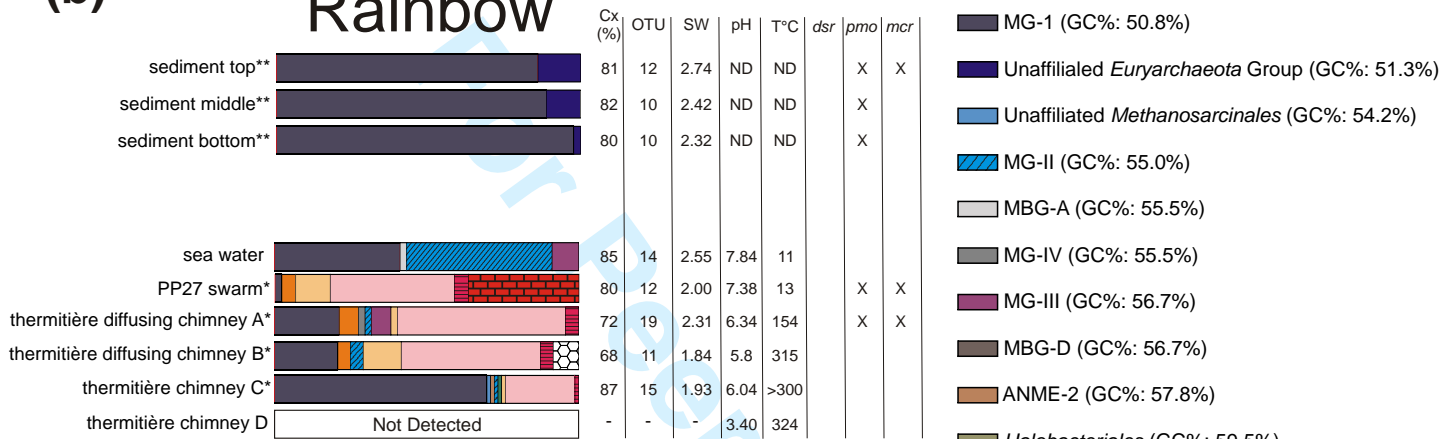 (b)
Rainbow
Cx (%) OTU SW pH T°C dsr pmo mcr
sediment top** 81 12 2.74 ND ND X X
sediment middle** 82 10 2.42 ND ND X
sediment bottom** 80 10 2.32 ND ND X
sea water 85 14 2.55 7.84 11
PP27 swarm* 80 12 2.00 7.38 13 X X
thermitière diffusing chimney A* 72 19 2.31 6.34 154 X X
thermitière diffusing chimney B* 68 11 1.84 5.8 315
thermitière chimney C* 87 15 1.93 6.04 >300
thermitière chimney D Not Detected - - - 3.40 324
MG-1 (GC%: 50.8%)
Unaffilialed Euryarchaeota Group (GC%: 51.3%)
Unaffiliated Methanosarcinales (GC%: 54.2%)
MG-II (GC%: 55.0%)
MBG-A (GC%: 55.5%)
MG-IV (GC%: 55.5%)
MG-III (GC%: 56.7%)
MBG-D (GC%: 56.7%)
ANME-2 (GC%: 57.8%)
For Peer